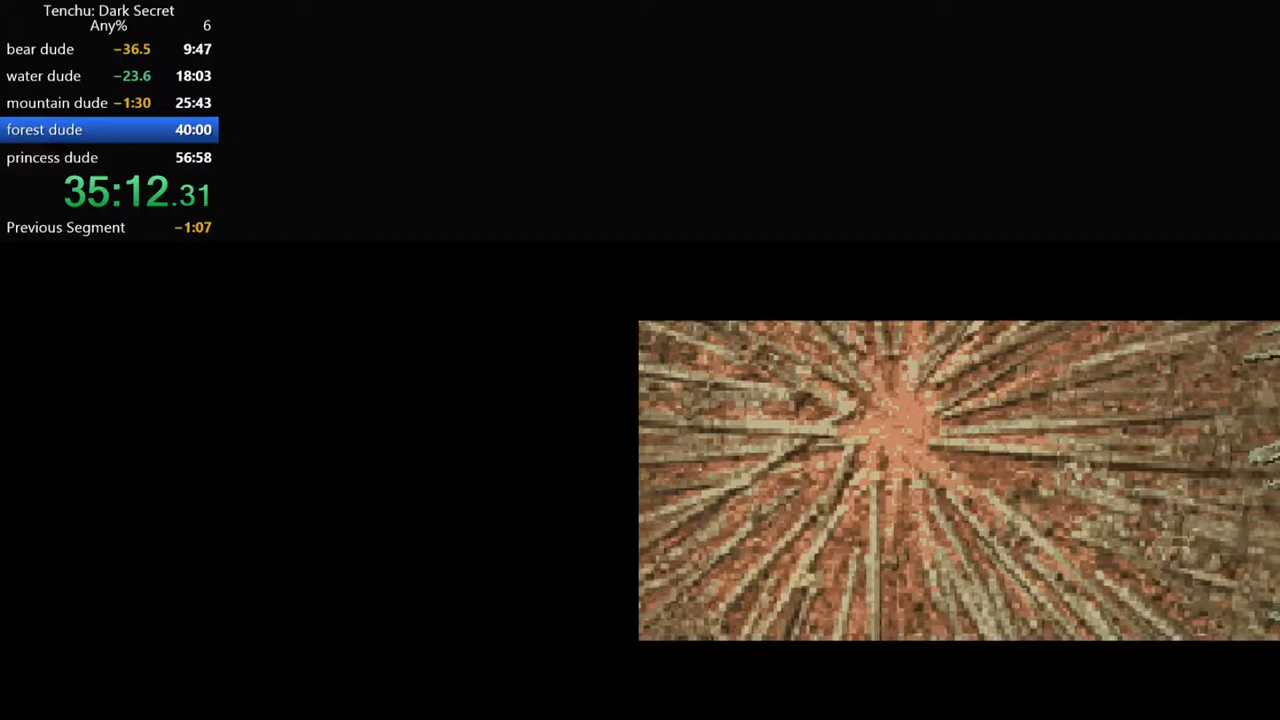 Tenchu: Dark Secret
Any% 6
bear dude −36.5 9:47
water dude −23.6 18:03
mountain dude −1:30 25:43
forest dude 40:00
princess dude 56:58
35:12.31
Previous Segment −1:07